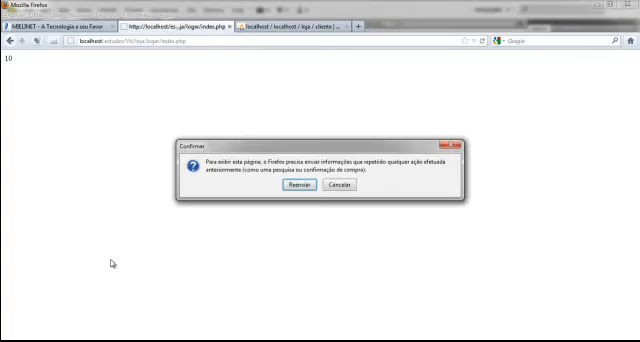 Mozilla Firefox
MIELINET - A Tecnologia a seu Favor
http://localhost/es...ja/logar/index.php
localhost / localhost / loja / cliente | ...
localhost/estudos/VA/loja/logar/index.php
Google
10
Confirmar
Para exibir esta página, o Firefox precisa enviar informações que repetirão qualquer ação efetuada
anteriormente (como uma pesquisa ou confirmação de compra).
Reenviar
Cancelar